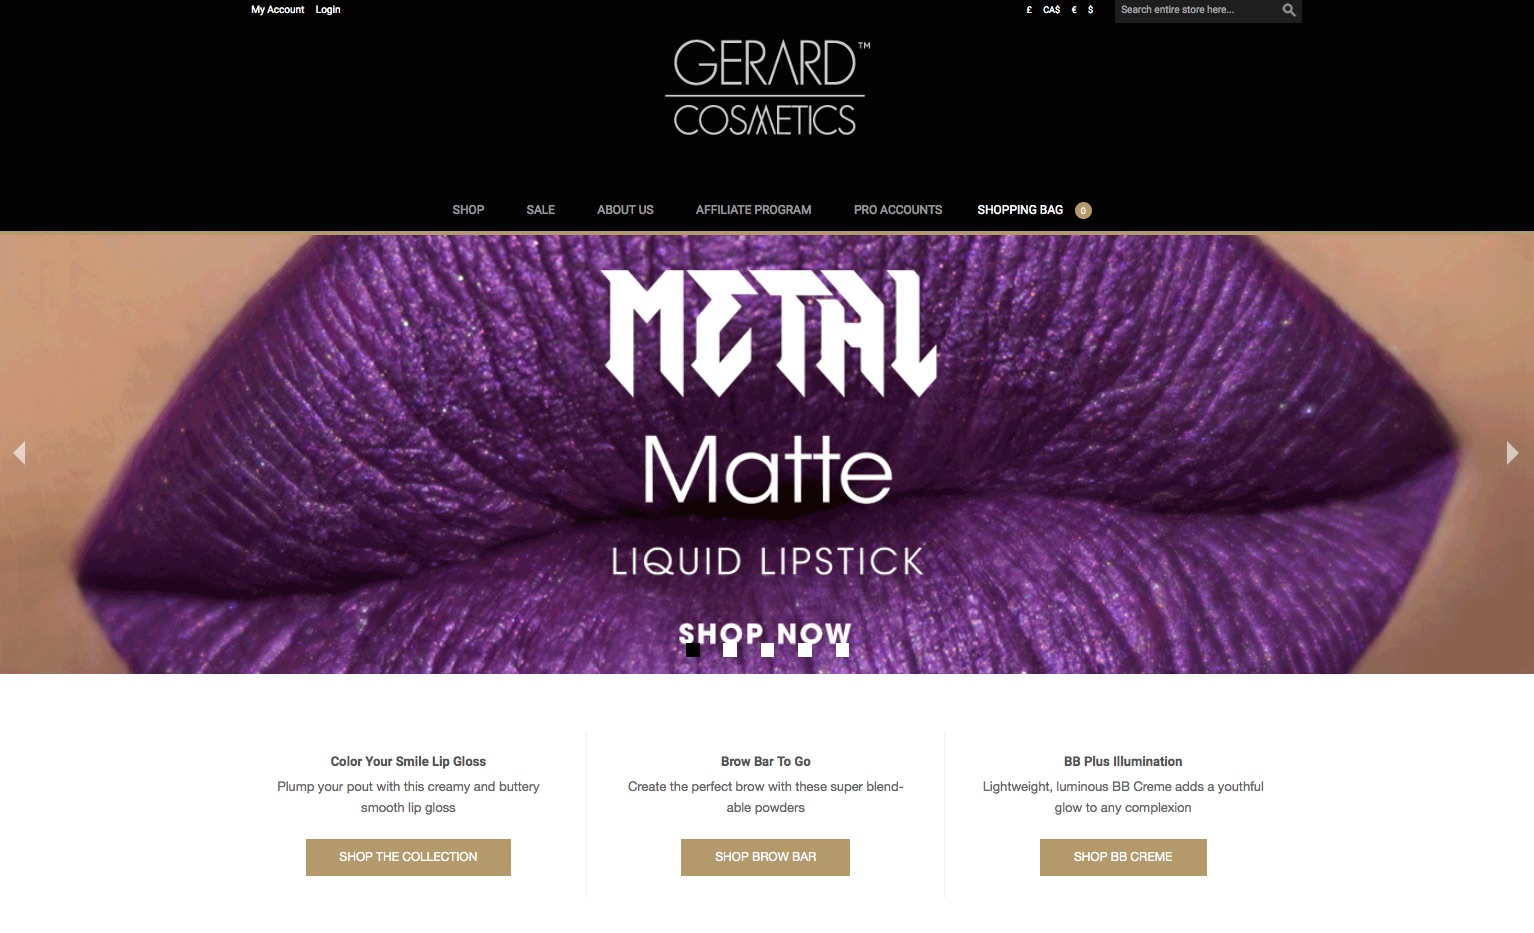 My Account Login £ CA$ € $ Search entire store here...
GERARD™
COSMETICS
SHOP SALE ABOUT US AFFILIATE PROGRAM PRO ACCOUNTS SHOPPING BAG 0
METAL
Matte
LIQUID LIPSTICK
SHOP NOW
Color Your Smile Lip Gloss
Plump your pout with this creamy and buttery
smooth lip gloss
SHOP THE COLLECTION
Brow Bar To Go
Create the perfect brow with these super blend-
able powders
SHOP BROW BAR
BB Plus Illumination
Lightweight, luminous BB Creme adds a youthful
glow to any complexion
SHOP BB CREME